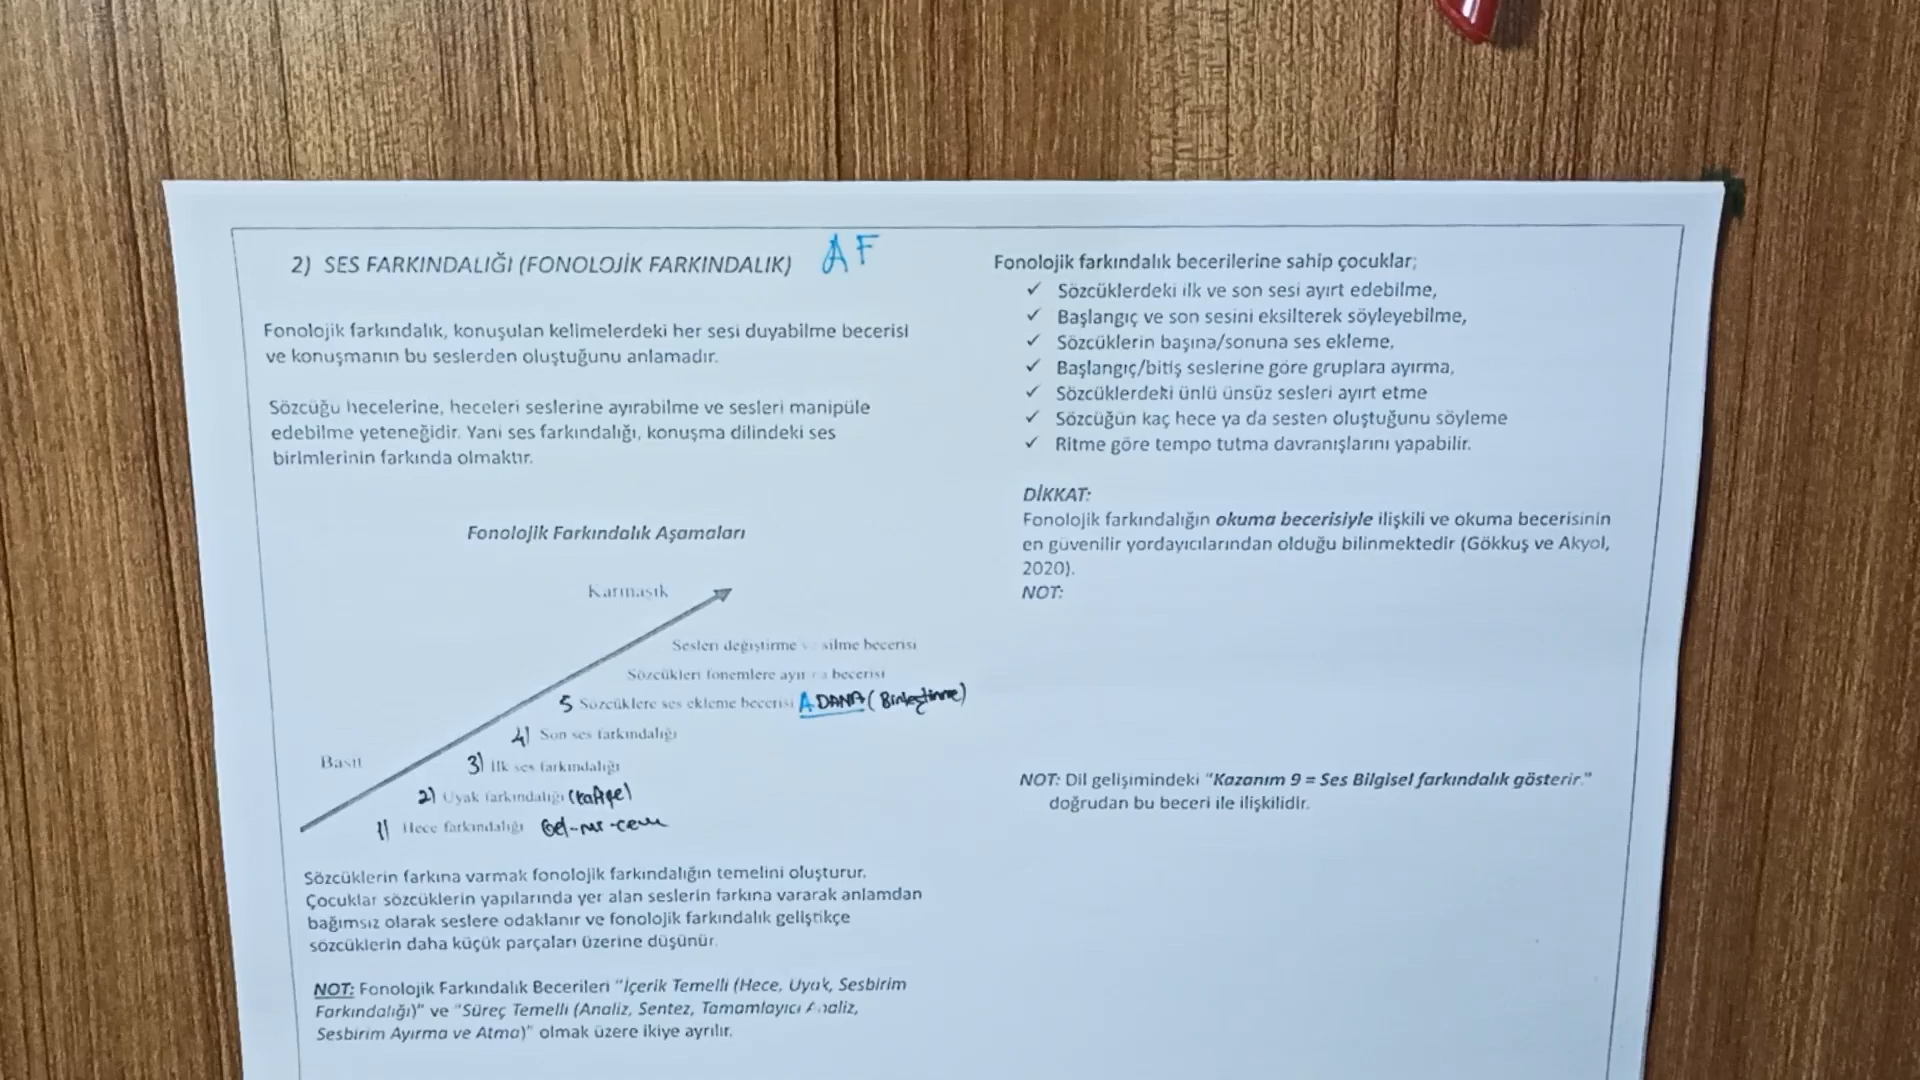 2) SES FARKINDALIĞI (FONOLOJİK FARKINDALIK) AF
Fonolojik farkındalık, konuşulan kelimelerdeki her sesi duyabilme becerisi
ve konuşmanın bu seslerden oluştuğunu anlamadır.
Sözcüğü hecelerine, heceleri seslerine ayırabilme ve sesleri manipüle
edebilme yeteneğidir. Yani ses farkındalığı, konuşma dilindeki ses
birimlerinin farkında olmaktır.
Fonolojik Farkındalık Aşamaları
Karmaşık
Sesleri değiştirme silme becerisi
Sözcükleri fonemlere becerisi
5 Sözcüklere ses ekleme becerisi ADANA (Birleştirme)
4) Son ses farkındalığı
Basit
3) İlk ses farkındalığı
2) Uyak farkındalığı (kafiye)
1) Hece farkındalığı
Sözcüklerin farkına varmak fonolojik farkındalığın temelini oluşturur.
Çocuklar sözcüklerin yapılarında yer alan seslerin farkına vararak anlamdan
bağımsız olarak seslere odaklanır ve fonolojik farkındalık geliştikçe
sözcüklerin daha küçük parçaları üzerine düşünür.
NOT: Fonolojik Farkındalık Becerileri "İçerik Temelli (Hece, Uyak, Sesbirim
Farkındalığı)" ve "Süreç Temelli (Analiz, Sentez, Tamamlayıcı Analiz,
Sesbirim Ayırma ve Atma)" olmak üzere ikiye ayrılır.
Fonolojik farkındalık becerilerine sahip çocuklar;
✓ Sözcüklerdeki ilk ve son sesi ayırt edebilme,
✓ Başlangıç ve son sesini eksilterek söyleyebilme,
✓ Sözcüklerin başına/sonuna ses ekleme,
✓ Başlangıç/bitiş seslerine göre gruplara ayırma,
✓ Sözcüklerdeki ünlü ünsüz sesleri ayırt etme
✓ Sözcüğün kaç hece ya da sesten oluştuğunu söyleme
✓ Ritme göre tempo tutma davranışlarını yapabilir.
DİKKAT:
Fonolojik farkındalığın okuma becerisiyle ilişkili ve okuma becerisinin
en güvenilir yordayıcılarından olduğu bilinmektedir (Gökkuş ve Akyol,
2020).
NOT:
NOT: Dil gelişimindeki "Kazanım 9 = Ses Bilgisel farkındalık gösterir."
doğrudan bu beceri ile ilişkilidir.